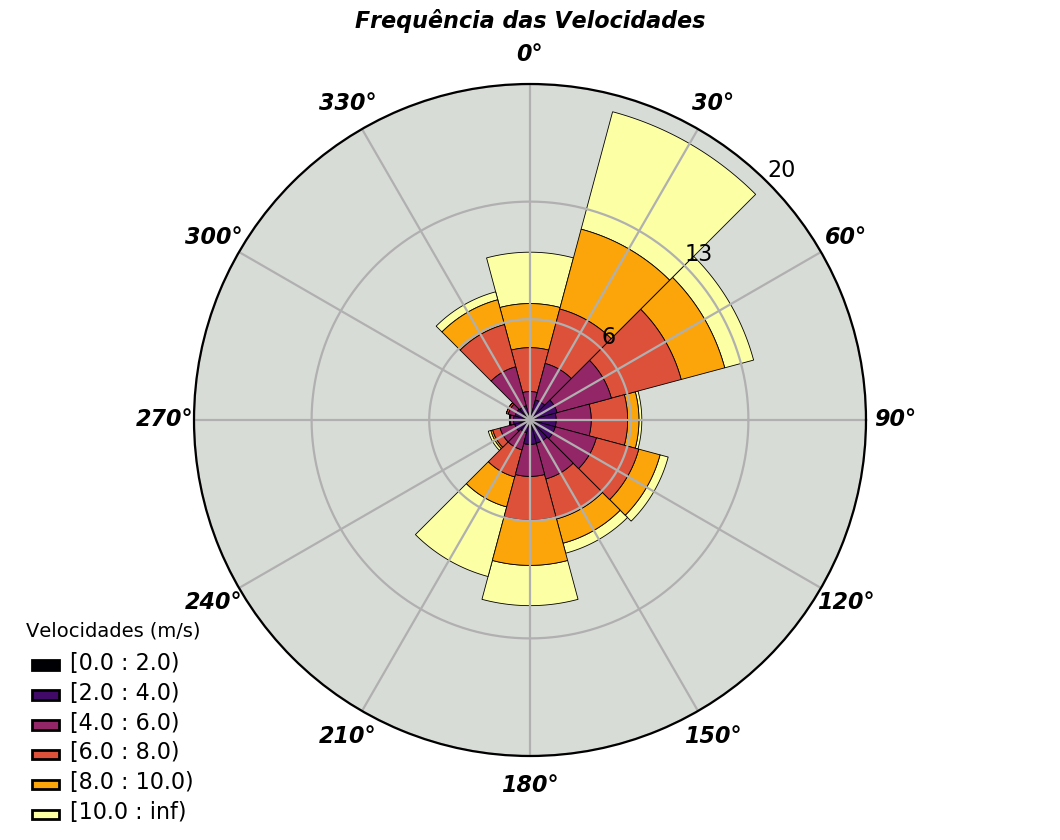 Frequência das Velocidades
0°
330°
30°
20
300°
60°
13
6
270°
90°
240°
120°
210°
150°
180°
Velocidades (m/s)
[0.0 : 2.0)
[2.0 : 4.0)
[4.0 : 6.0)
[6.0 : 8.0)
[8.0 : 10.0)
[10.0 : inf)